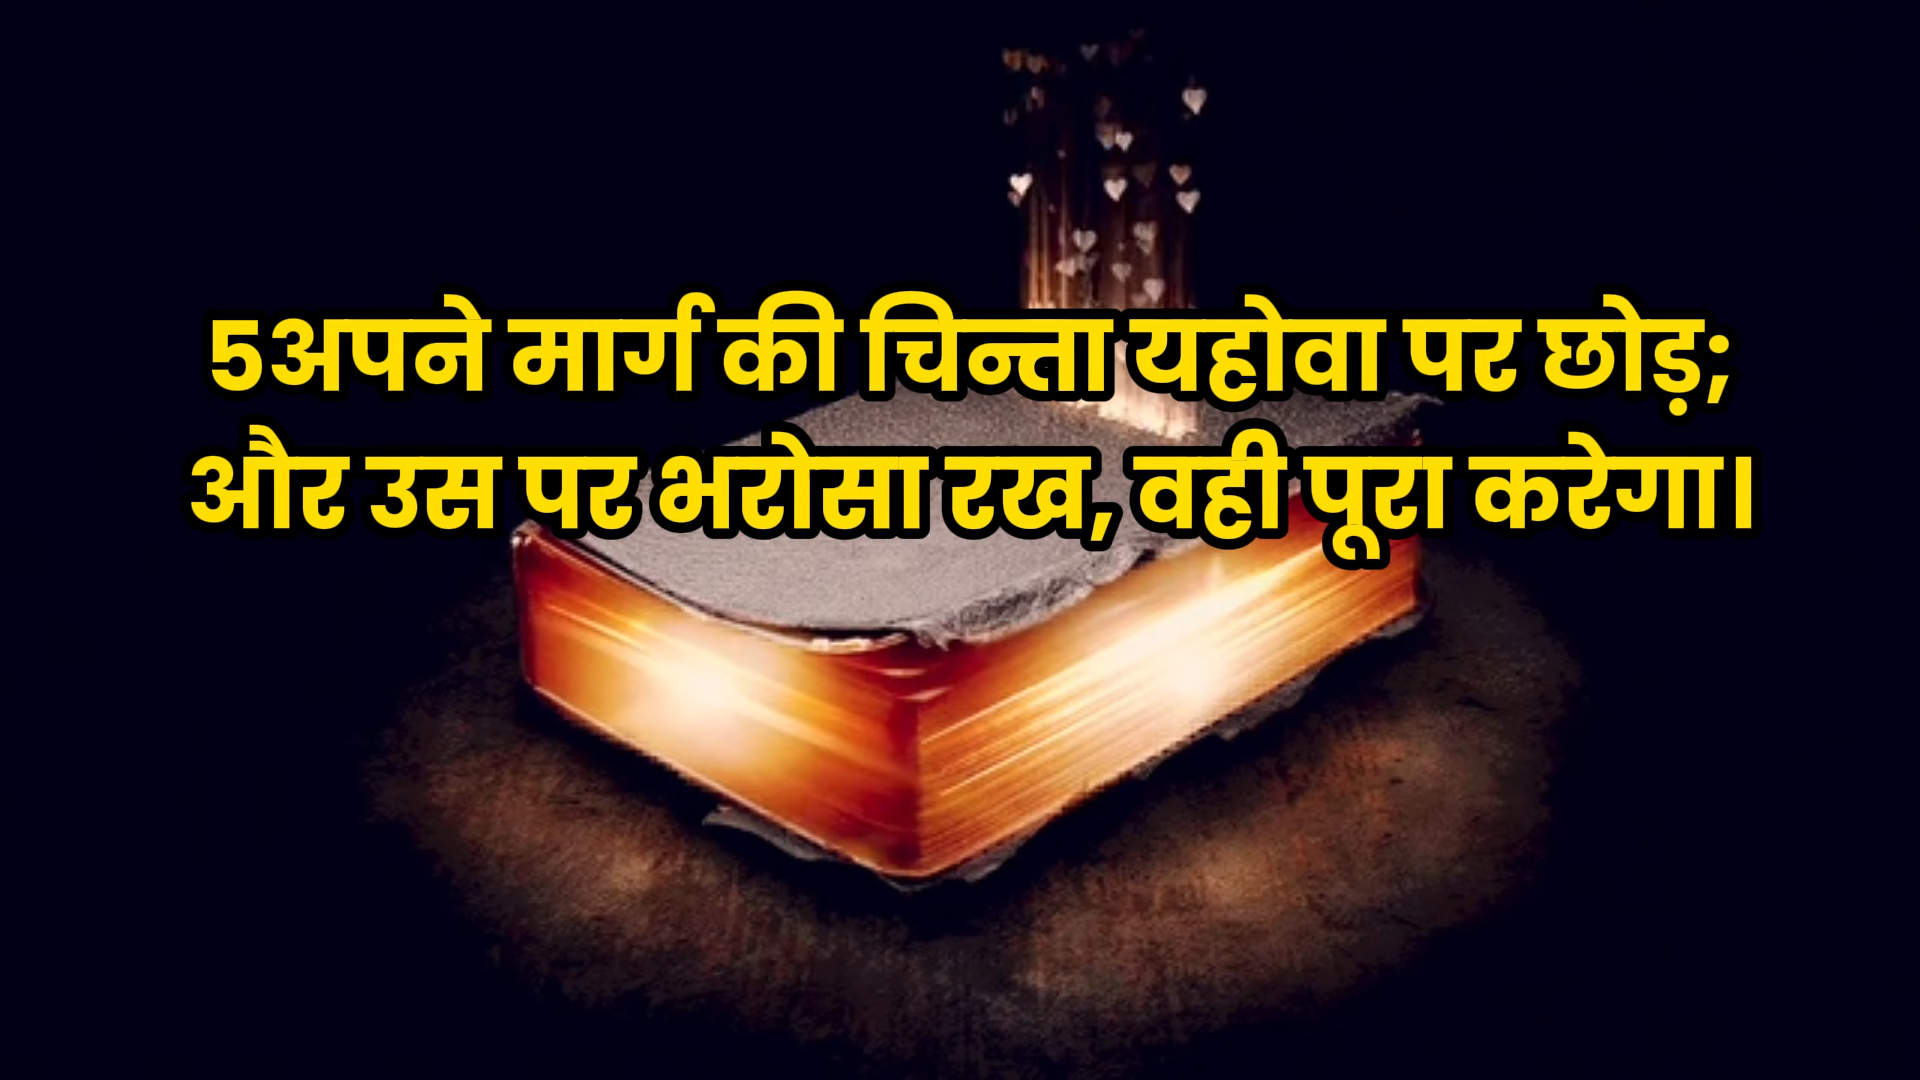 5अपने मार्ग की चिन्ता यहोवा पर छोड़;
और उस पर भरोसा रख, वही पूरा करेगा।